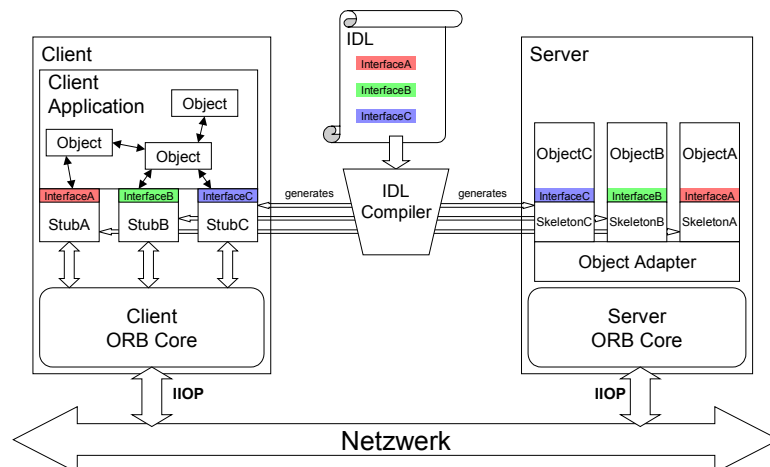 Client
Client
Application
Object
Object
Object
InterfaceA
InterfaceB
InterfaceC
StubA
StubB
StubC
Client
ORB Core
IIOP
IDL
InterfaceA
InterfaceB
InterfaceC
IDL
Compiler
generates
generates
Server
ObjectC
ObjectB
ObjectA
InterfaceC
InterfaceB
InterfaceA
SkeletonC
SkeletonB
SkeletonA
Object Adapter
Server
ORB Core
IIOP
Netzwerk